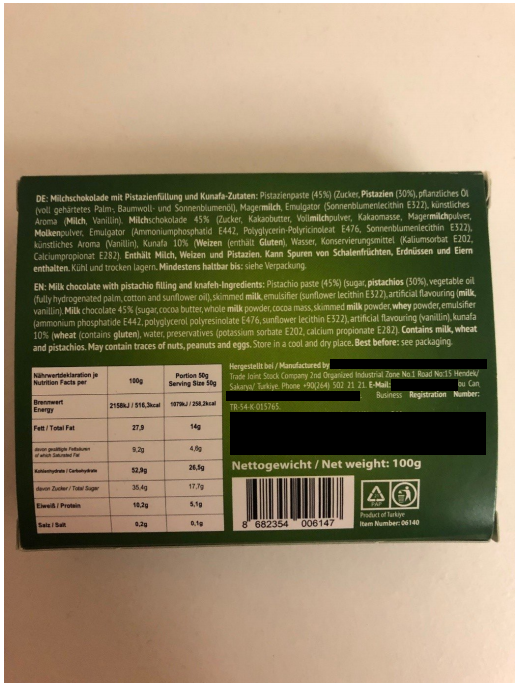 DE: Milchschokolade mit Pistazienfüllung und Kunafa-Zutaten: Pistazienpaste (45%) (Zucker, Pistazien (30%), pflanzliches Öl
(voll gehärtetes Palm-, Baumwoll- und Sonnenblumenöl), Magermilch, Emulgator (Sonnenblumenlecithin E322), künstliches
Aroma (Milch, Vanillin). Milchschokolade 45% (Zucker, Kakaobutter, Vollmilchpulver, Kakaomasse, Magermilchpulver,
Molkenpulver, Emulgator (Ammoniumphosphatid E442, Polyglycerin-Polyricinoleat E476, Sonnenblumenlecithin E322),
künstliches Aroma (Vanillin), Kunafa 10% (Weizen (enthält Gluten), Wasser, Konservierungsmittel (Kaliumsorbat E202,
Calciumpropionat E282). Enthält Milch, Weizen und Pistazien. Kann Spuren von Schalenfrüchten, Erdnüssen und Eiern
enthalten. Kühl und trocken lagern. Mindestens haltbar bis: siehe Verpackung.
EN: Milk chocolate with pistachio filling and knafeh-Ingredients: Pistachio paste (45%) (sugar, pistachios (30%), vegetable oil
(fully hydrogenated palm, cotton and sunflower oil), skimmed milk, emulsifier (sunflower lecithin E322), artificial flavouring (milk,
vanillin). Milk chocolate 45% (sugar, cocoa butter, whole milk powder, cocoa mass, skimmed milk powder, whey powder, emulsifier
(ammonium phosphatide E442, polyglycerol polyresinolate E476, sunflower lecithin E322), artificial flavouring (vanillin), kunafa
10% (wheat (contains gluten), water, preservatives (potassium sorbate E202, calcium propionate E282). Contains milk, wheat
and pistachios. May contain traces of nuts, peanuts and eggs. Store in a cool and dry place. Best before: see packaging.
Nährwertdeklaration je
Nutrition Facts per
100g
Portion 50g
Serving Size 50g
Brennwert
Energy
2158kJ / 516,3kcal
1079kJ / 258,2kcal
Fett / Total Fat
27,9
14g
davon gesättigte Fettsäuren
of which Saturated Fat
9,2g
4,6g
Kohlenhydrate / Carbohydrate
52,9g
26,5g
davon Zucker / Total Sugar
35,4g
17,7g
Eiweiß / Protein
10,2g
5,1g
Salz / Salt
0,2g
0,1g
Hergestellt bei / Manufactured by
Trade Joint Stock Company 2nd Organized Industrial Zone No.1 Road No:15 Hendek/
Sakarya/ Turkiye. Phone +90(264) 502 21 21. E-Mail: ou Can
Business Registration Number:
TR-54-K-015765.
Nettogewicht / Net weight: 100g
8 682354 006147
PAP
Product of Turkiye
Item Number: 06140